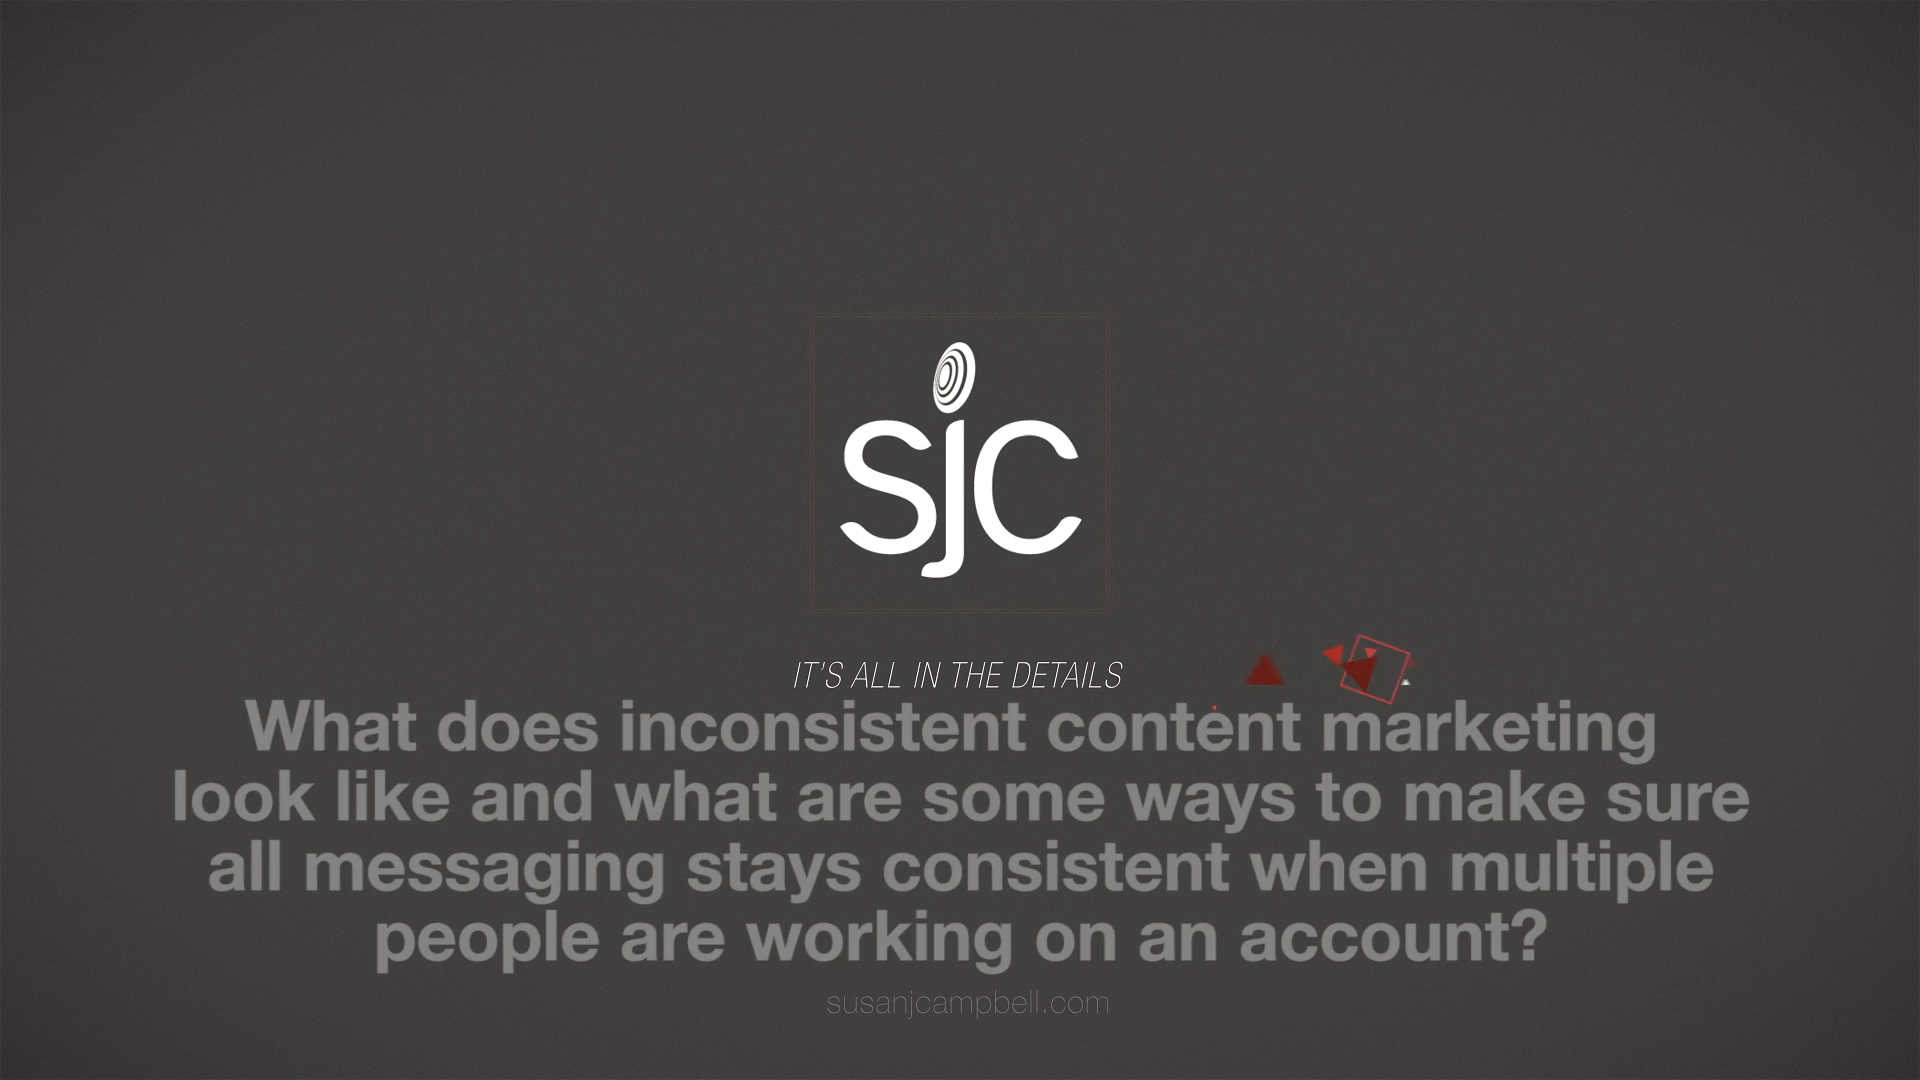 sjc
IT'S ALL IN THE DETAILS
What does inconsistent content marketing
look like and what are some ways to make sure
all messaging stays consistent when multiple
people are working on an account?
susanjcampbell.com